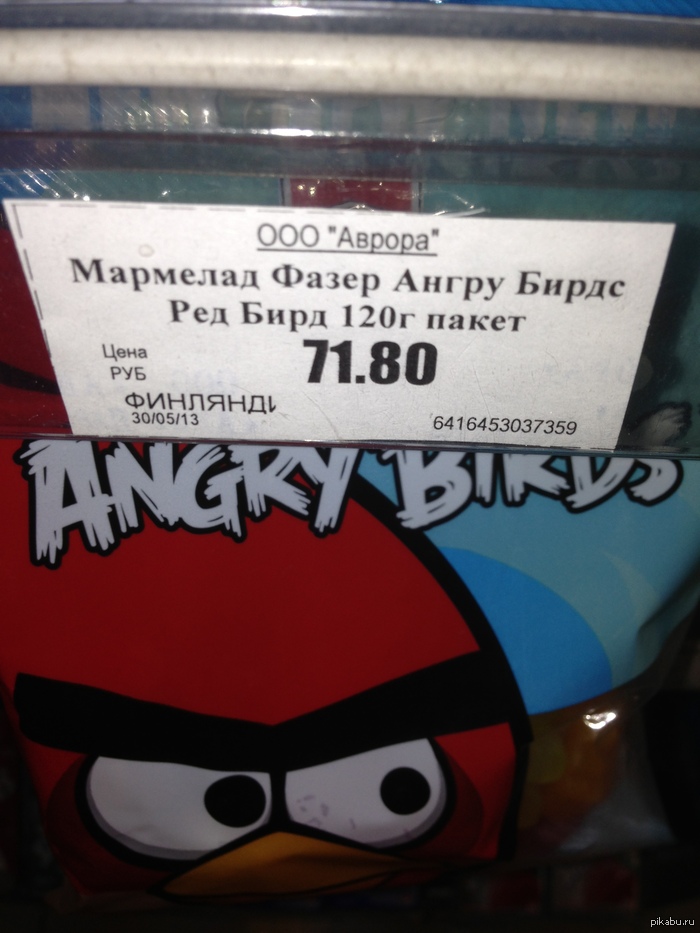 ООО "Аврора"
Мармелад Фазер Ангру Бирдс
Ред Бирд 120г пакет
Цена
РУБ
71.80
ФИНЛЯНДИ
30/05/13
6416453037359
ANGRY BIRDS
pikabu.ru